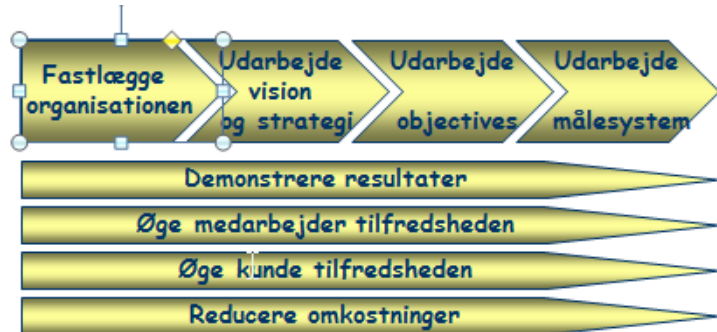 Fastlægge
organisationen
Udarbejde
vision
og strategi
Udarbejde
objectives
Udarbejde
målesystem
Demonstrere resultater
Øge medarbejder tilfredsheden
Øge kunde tilfredsheden
Reducere omkostninger